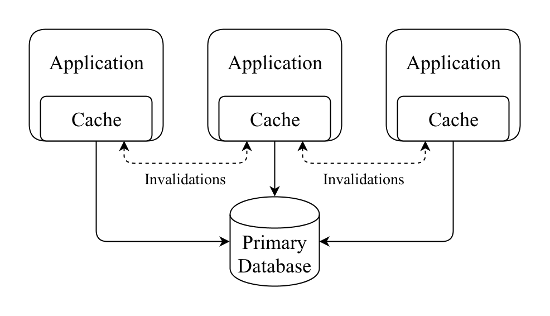 Application
Application
Application
Cache
Cache
Cache
Invalidations
Invalidations
Primary
Database